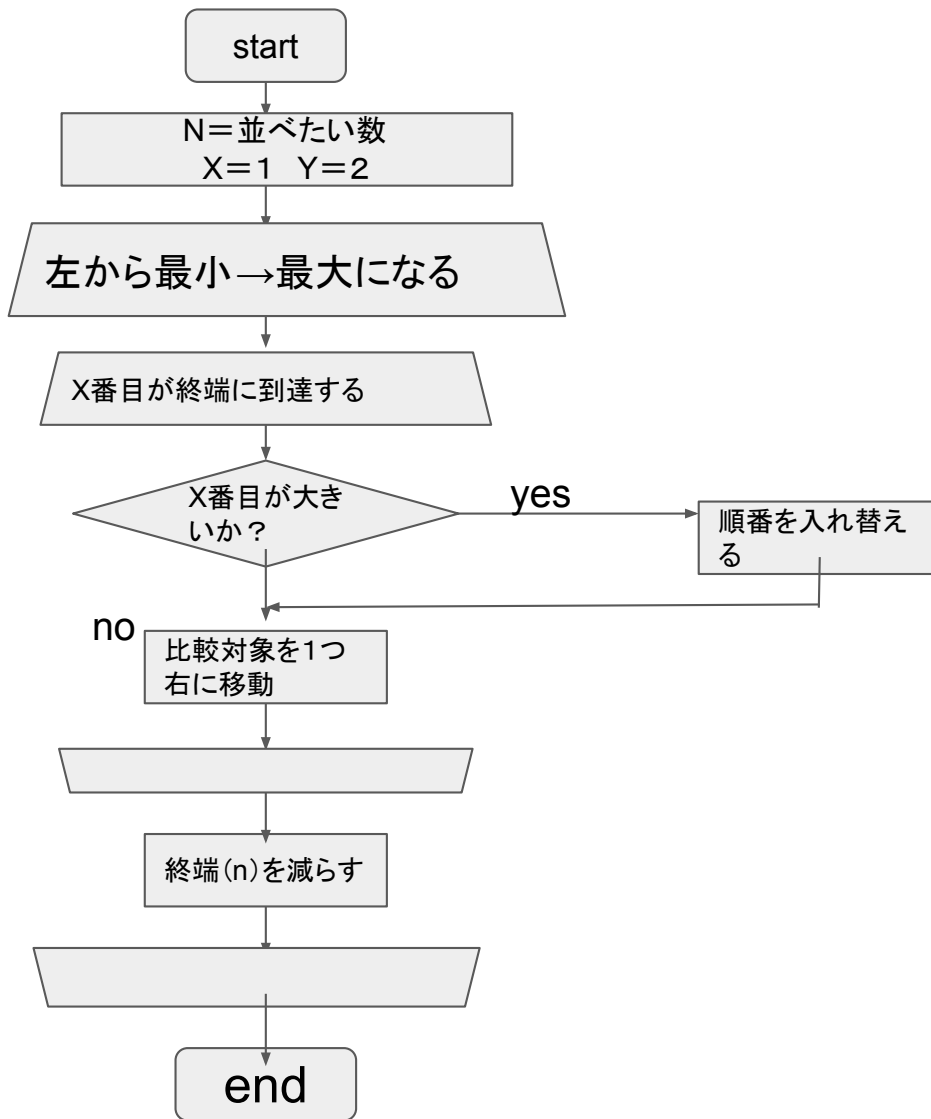 start
N＝並べたい数
X＝１　Y＝２
左から最小→最大になる
X番目が終端に到達する
X番目が大き
いか？
yes
順番を入れ替え
る
no
比較対象を１つ
右に移動
終端（n）を減らす
end